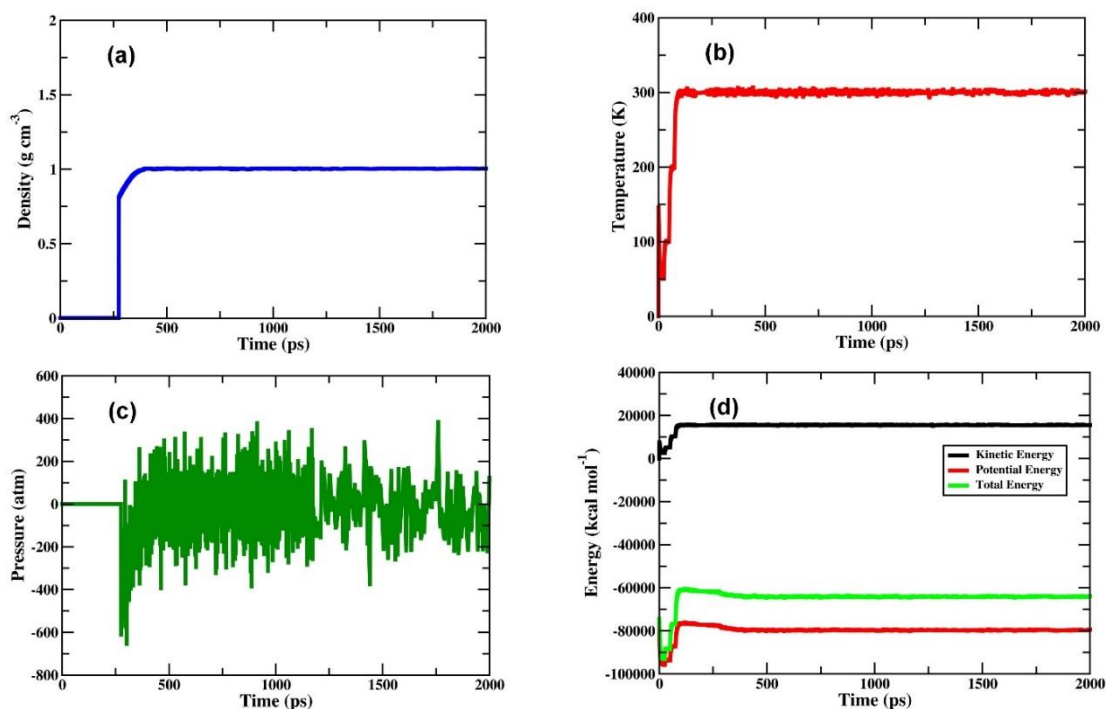 (a)
Density (g cm⁻³)
2
1.5
1
0.5
0
0 500 1000 1500 2000
Time (ps)
(b)
Temperature (K)
400
300
200
100
0
0 500 1000 1500 2000
Time (ps)
(c)
Pressure (atm)
600
400
200
0
-200
-400
-600
-800
0 500 1000 1500 2000
Time (ps)
(d)
Energy (kcal mol⁻¹)
40000
20000
0
-20000
-40000
-60000
-80000
-100000
0 500 1000 1500 2000
Time (ps)
Kinetic Energy
Potential Energy
Total Energy